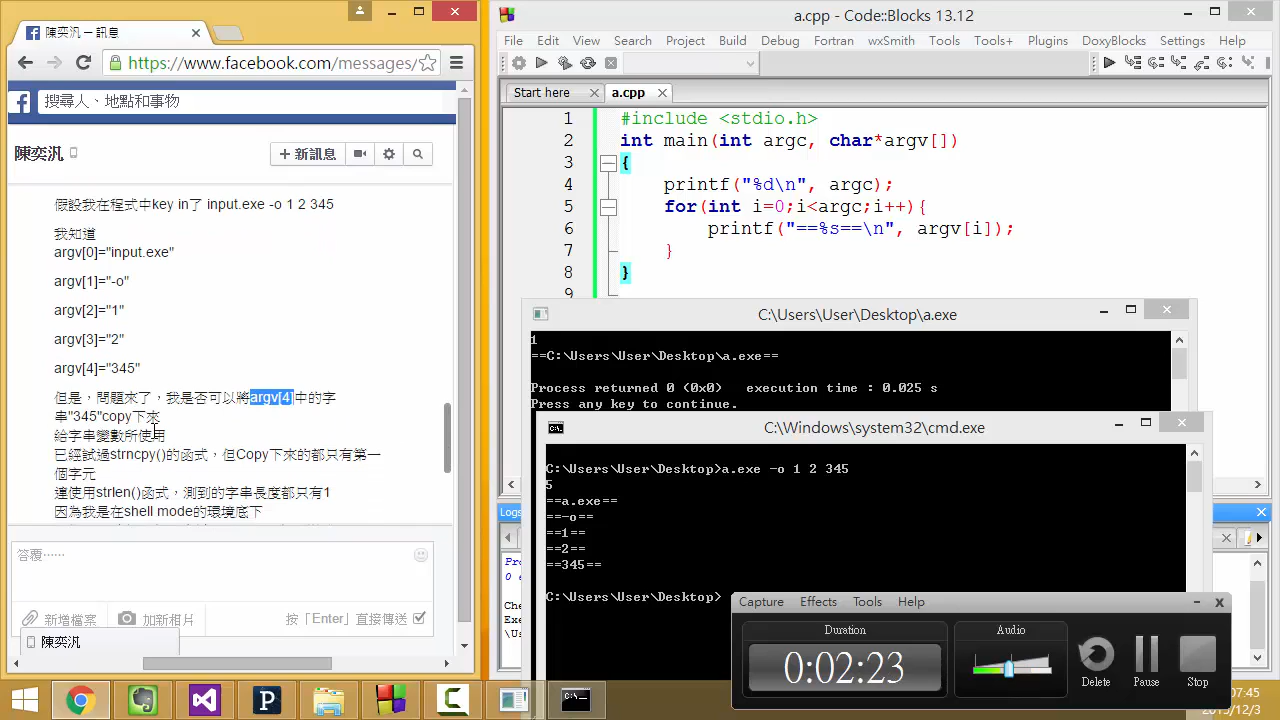 陳奕汎 – 訊息
https://www.facebook.com/messages/
搜尋人、地點和事物
陳奕汎
+ 新訊息
假設我在程式中key in了 input.exe -o 1 2 345
我知道
argv[0]="input.exe"
argv[1]="-o"
argv[2]="1"
argv[3]="2"
argv[4]="345"
但是，問題來了，我是否可以將argv[4]中的字
串"345"copy下來
給字串變數所使用
已經試過strncpy()的函式，但Copy下來的都只有第一
個字元
連使用strlen()函式，測到的字串長度都只有1
因為我是在shell mode的環境底下
答覆……
新增檔案
加新相片
按「Enter」直接傳送
陳奕汎
a.cpp - Code::Blocks 13.12
File Edit View Search Project Build Debug Fortran wxSmith Tools Tools+ Plugins DoxyBlocks Settings Help
Start here
a.cpp
1 #include <stdio.h>
2 int main(int argc, char*argv[])
3 {
4 printf("%d\n", argc);
5 for(int i=0;i<argc;i++){
6 printf("==%s==\n", argv[i]);
7 }
8 }
9
C:\Users\User\Desktop\a.exe
1
==C:\Users\User\Desktop\a.exe==
Process returned 0 (0x0) execution time : 0.025 s
Press any key to continue.
C:\Windows\system32\cmd.exe
C:\Users\User\Desktop>a.exe -o 1 2 345
5
==a.exe==
==-o==
==1==
==2==
==345==
C:\Users\User\Desktop>
Logs
Capture Effects Tools Help
Duration
0:02:23
Audio
Delete
Pause
Stop
07:45
2015/12/3